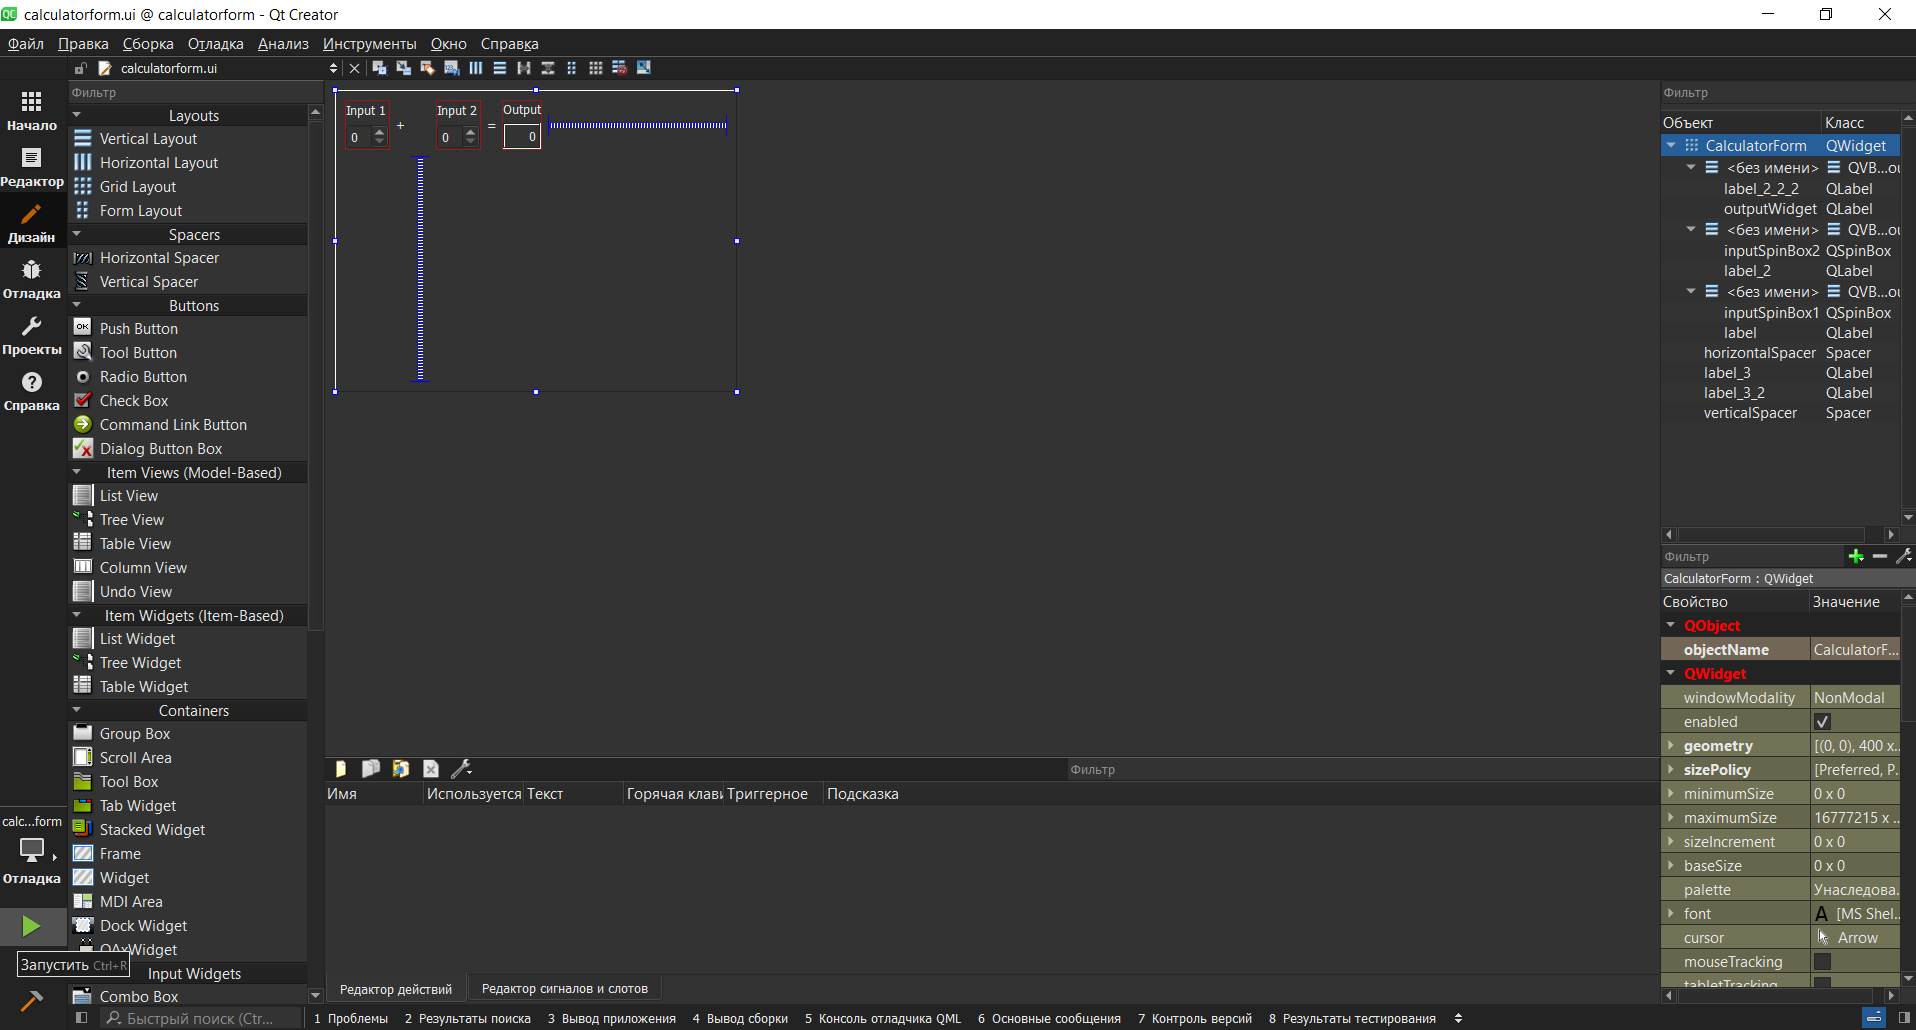 calculatorform.ui @ calculatorform - Qt Creator
Файл Правка Сборка Отладка Анализ Инструменты Окно Справка
calculatorform.ui
Начало
Редактор
Дизайн
Отладка
Проекты
Справка
calc...form
Отладка
Запустить Ctrl+R
Фильтр
Layouts
Vertical Layout
Horizontal Layout
Grid Layout
Form Layout
Spacers
Horizontal Spacer
Vertical Spacer
Buttons
Push Button
Tool Button
Radio Button
Check Box
Command Link Button
Dialog Button Box
Item Views (Model-Based)
List View
Tree View
Table View
Column View
Undo View
Item Widgets (Item-Based)
List Widget
Tree Widget
Table Widget
Containers
Group Box
Scroll Area
Tool Box
Tab Widget
Stacked Widget
Frame
Widget
MDI Area
Dock Widget
QAxWidget
Input Widgets
Combo Box
Input 1 Input 2 Output
0 + 0 = 0
Фильтр
Имя Используется Текст Горячая клави Триггерное Подсказка
Редактор действий Редактор сигналов и слотов
Фильтр
Объект Класс
CalculatorForm QWidget
<без имени> QVB...ou
label_2_2_2 QLabel
outputWidget QLabel
<без имени> QVB...ou
inputSpinBox2 QSpinBox
label_2 QLabel
<без имени> QVB...ou
inputSpinBox1 QSpinBox
label QLabel
horizontalSpacer Spacer
label_3 QLabel
label_3_2 QLabel
verticalSpacer Spacer
Фильтр
CalculatorForm : QWidget
Свойство Значение
QObject
objectName CalculatorF...
QWidget
windowModality NonModal
enabled
geometry [(0, 0), 400 x...
sizePolicy [Preferred, P...
minimumSize 0 x 0
maximumSize 16777215 x ...
sizeIncrement 0 x 0
baseSize 0 x 0
palette Унаследова...
font A [MS Shel...
cursor Arrow
mouseTracking
tabletTracking
Быстрый поиск (Ctr...
1 Проблемы 2 Результаты поиска 3 Вывод приложения 4 Вывод сборки 5 Консоль отладчика QML 6 Основные сообщения 7 Контроль версий 8 Результаты тестирования